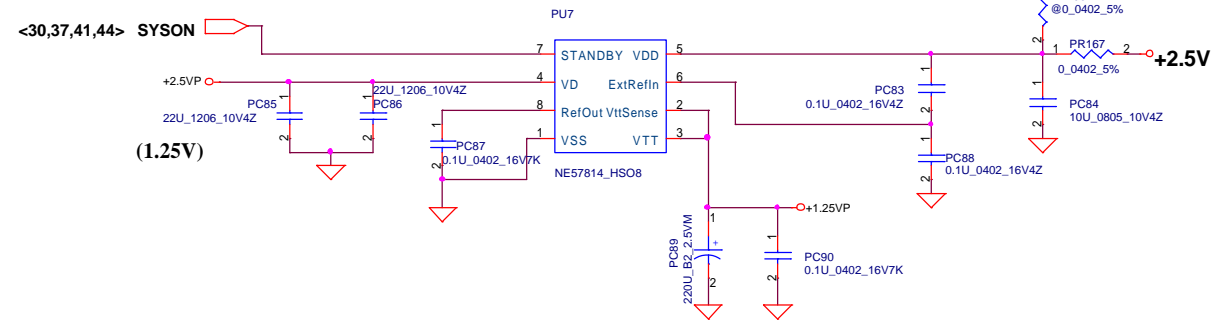 @0_0402_5%
PU7
<30,37,41,44> SYSON
2
7 STANDBY VDD 5
1 PR167 2
+2.5V
0_0402_5%
+2.5VP
4 VD ExtRefIn 6
22U_1206_10V4Z
PC85 1
1 PC86
22U_1206_10V4Z
2
2
8 RefOut VttSense 2
1 PC83
0.1U_0402_16V4Z
2
1 PC84
10U_0805_10V4Z
2
(1.25V)
1
PC87
0.1U_0402_16V7K
2
1 VSS VTT 3
NE57814_HSO8
1
PC88
0.1U_0402_16V4Z
2
+1.25VP
PC89
220U_B2_2.5VM
1
+
2
1
PC90
0.1U_0402_16V7K
2